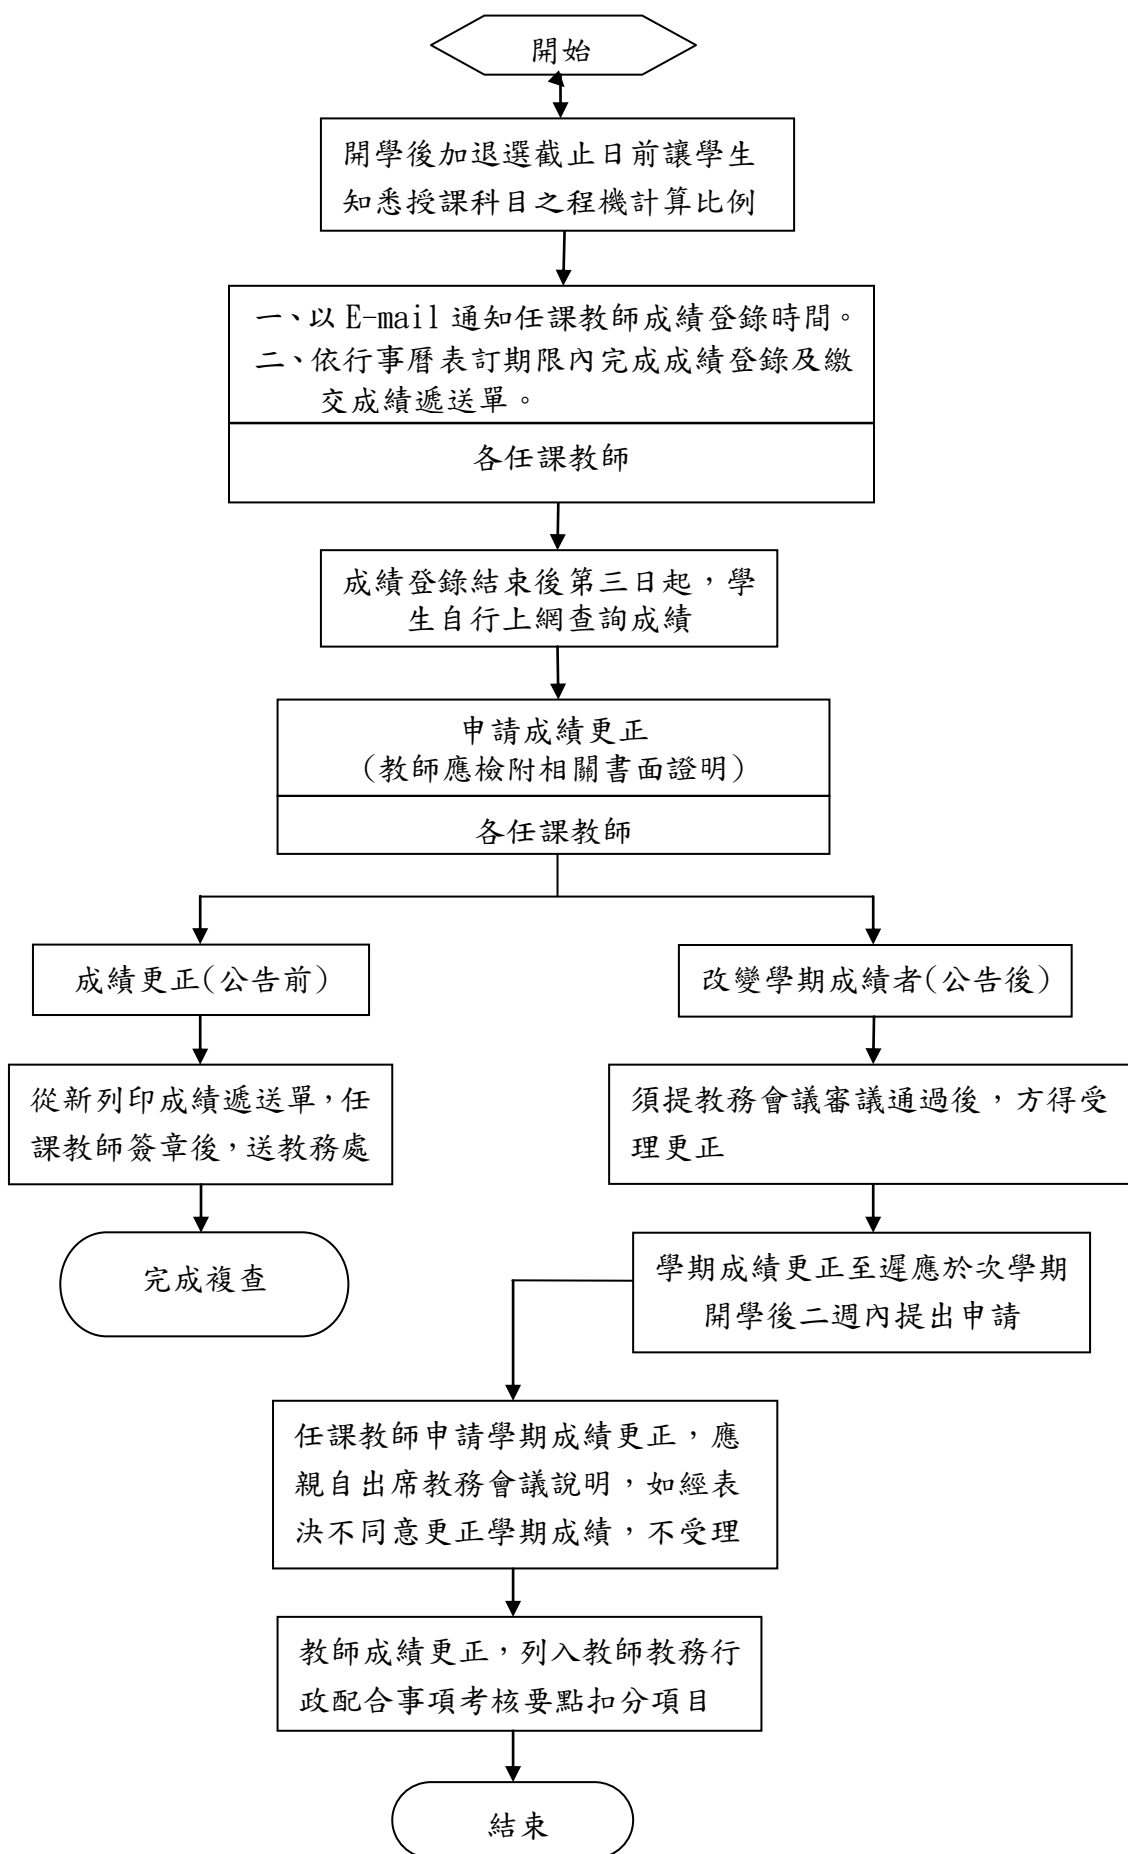 開始
開學後加退選截止日前讓學生
知悉授課科目之程機計算比例
一、以 E-mail 通知任課教師成績登錄時間。
二、依行事曆表訂期限內完成成績登錄及繳
交成績遞送單。
各任課教師
成績登錄結束後第三日起，學
生自行上網查詢成績
申請成績更正
(教師應檢附相關書面證明)
各任課教師
成績更正(公告前)
改變學期成績者(公告後)
從新列印成績遞送單，任
課教師簽章後，送教務處
須提教務會議審議通過後，方得受
理更正
完成複查
學期成績更正至遲應於次學期
開學後二週內提出申請
任課教師申請學期成績更正，應
親自出席教務會議說明，如經表
決不同意更正學期成績，不受理
教師成績更正，列入教師教務行
政配合事項考核要點扣分項目
結束